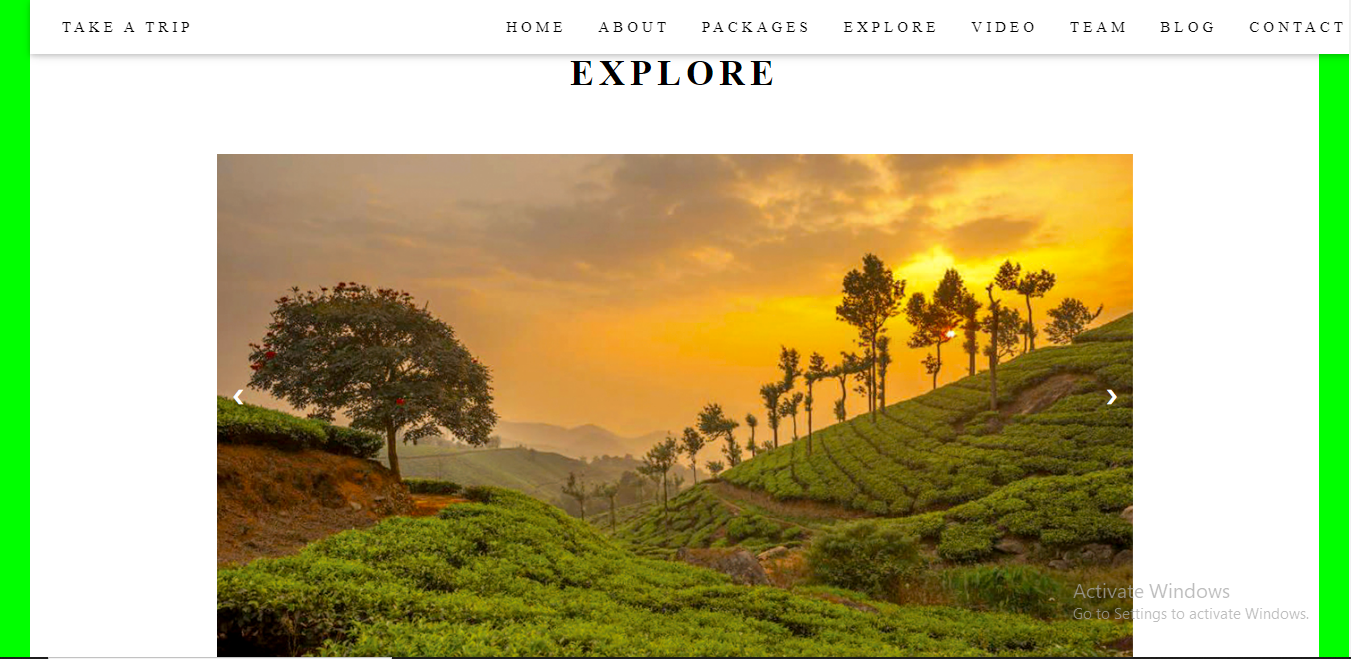 TAKE A TRIP HOME ABOUT PACKAGES EXPLORE VIDEO TEAM BLOG CONTACT
EXPLORE
Activate Windows
Go to Settings to activate Windows.